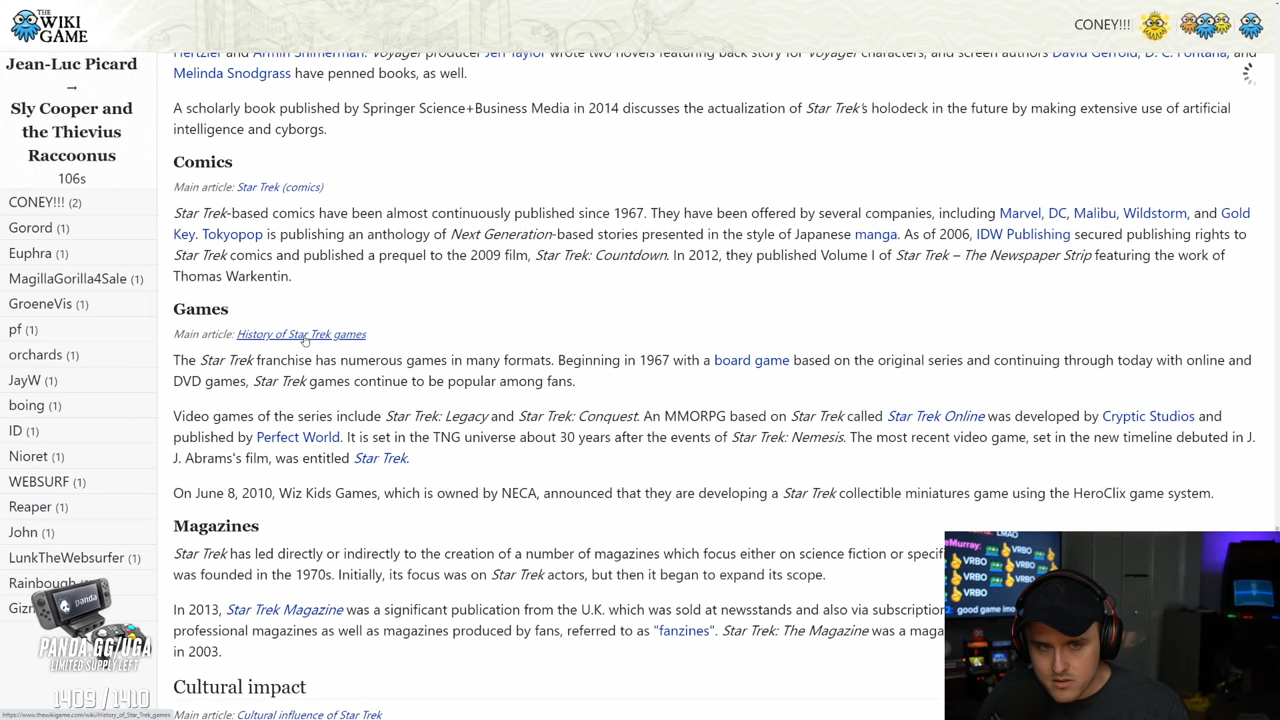 THE
WIKI
GAME
CONEY!!!
Jean-Luc Picard
→
Sly Cooper and
the Thievius
Raccoonus
106s
CONEY!!! (2)
Gorord (1)
Euphra (1)
MagillaGorilla4Sale (1)
GroeneVis (1)
pf (1)
orchards (1)
JayW (1)
boing (1)
ID (1)
Nioret (1)
WEBSURF (1)
Reaper (1)
John (1)
LunkTheWebsurfer (1)
Rainbough
Giz
panda
PANDA.GG/UGA
LIMITED SUPPLY LEFT
1409 / 1410
Hertzler and Armin Shimerman. Voyager producer Jeri Taylor wrote two novels featuring back story for Voyager characters, and screen authors David Gerrold, D. C. Fontana, and
Melinda Snodgrass have penned books, as well.
A scholarly book published by Springer Science+Business Media in 2014 discusses the actualization of Star Trek's holodeck in the future by making extensive use of artificial
intelligence and cyborgs.
Comics
Main article: Star Trek (comics)
Star Trek-based comics have been almost continuously published since 1967. They have been offered by several companies, including Marvel, DC, Malibu, Wildstorm, and Gold
Key. Tokyopop is publishing an anthology of Next Generation-based stories presented in the style of Japanese manga. As of 2006, IDW Publishing secured publishing rights to
Star Trek comics and published a prequel to the 2009 film, Star Trek: Countdown. In 2012, they published Volume I of Star Trek – The Newspaper Strip featuring the work of
Thomas Warkentin.
Games
Main article: History of Star Trek games
The Star Trek franchise has numerous games in many formats. Beginning in 1967 with a board game based on the original series and continuing through today with online and
DVD games, Star Trek games continue to be popular among fans.
Video games of the series include Star Trek: Legacy and Star Trek: Conquest. An MMORPG based on Star Trek called Star Trek Online was developed by Cryptic Studios and
published by Perfect World. It is set in the TNG universe about 30 years after the events of Star Trek: Nemesis. The most recent video game, set in the new timeline debuted in J.
J. Abrams's film, was entitled Star Trek.
On June 8, 2010, Wiz Kids Games, which is owned by NECA, announced that they are developing a Star Trek collectible miniatures game using the HeroClix game system.
Magazines
Star Trek has led directly or indirectly to the creation of a number of magazines which focus either on science fiction or specif
was founded in the 1970s. Initially, its focus was on Star Trek actors, but then it began to expand its scope.
In 2013, Star Trek Magazine was a significant publication from the U.K. which was sold at newsstands and also via subscription
professional magazines as well as magazines produced by fans, referred to as "fanzines". Star Trek: The Magazine was a maga
in 2003.
Cultural impact
Main article: Cultural influence of Star Trek
https://www.thewikigame.com/wiki/History_of_Star_Trek_games
LMAO
eMurray:
VRBO
VRBO
VRBO
VRBO
good game imo